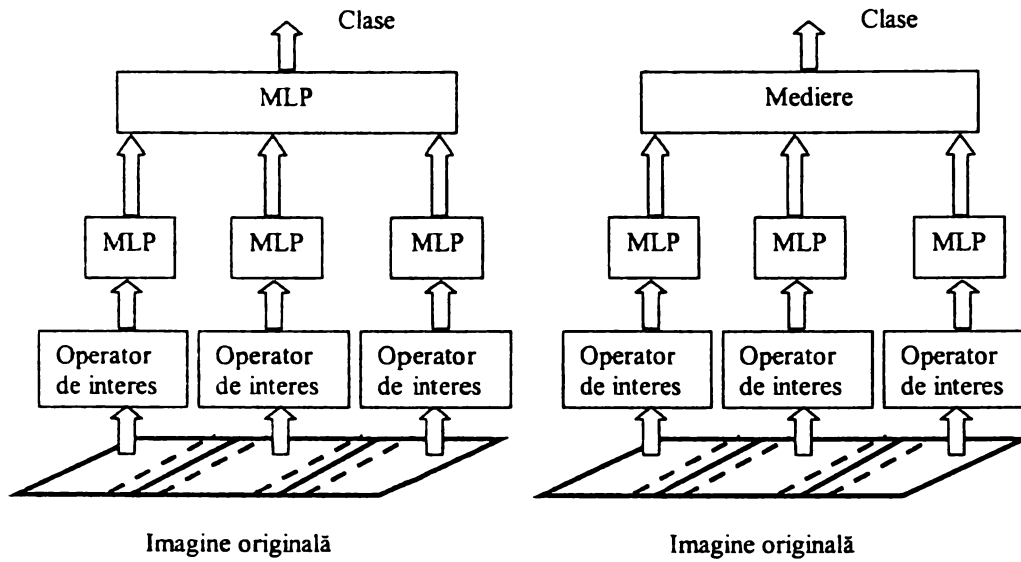 Clase
MLP
MLP
MLP
MLP
Operator
de interes
Operator
de interes
Operator
de interes
Imagine originală
Clase
Mediere
MLP
MLP
MLP
Operator
de interes
Operator
de interes
Operator
de interes
Imagine originală